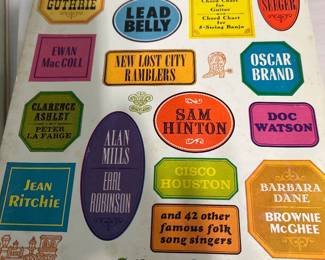 GUTHRIE
LEAD
BELLY
Chord Chart for
Guitar
Chord Chart for
5-String Banjo
SEEGER
EWAN
MacCOLL
NEW LOST CITY
RAMBLERS
OSCAR
BRAND
CLARENCE
ASHLEY
PETER
LA FARGE
ALAN
MILLS
EARL
ROBINSON
SAM
HINTON
DOC
WATSON
JEAN
RITCHIE
CISCO
HOUSTON
and 42 other
famous folk
song singers
BARBARA
DANE
BROWNIE
McGHEE